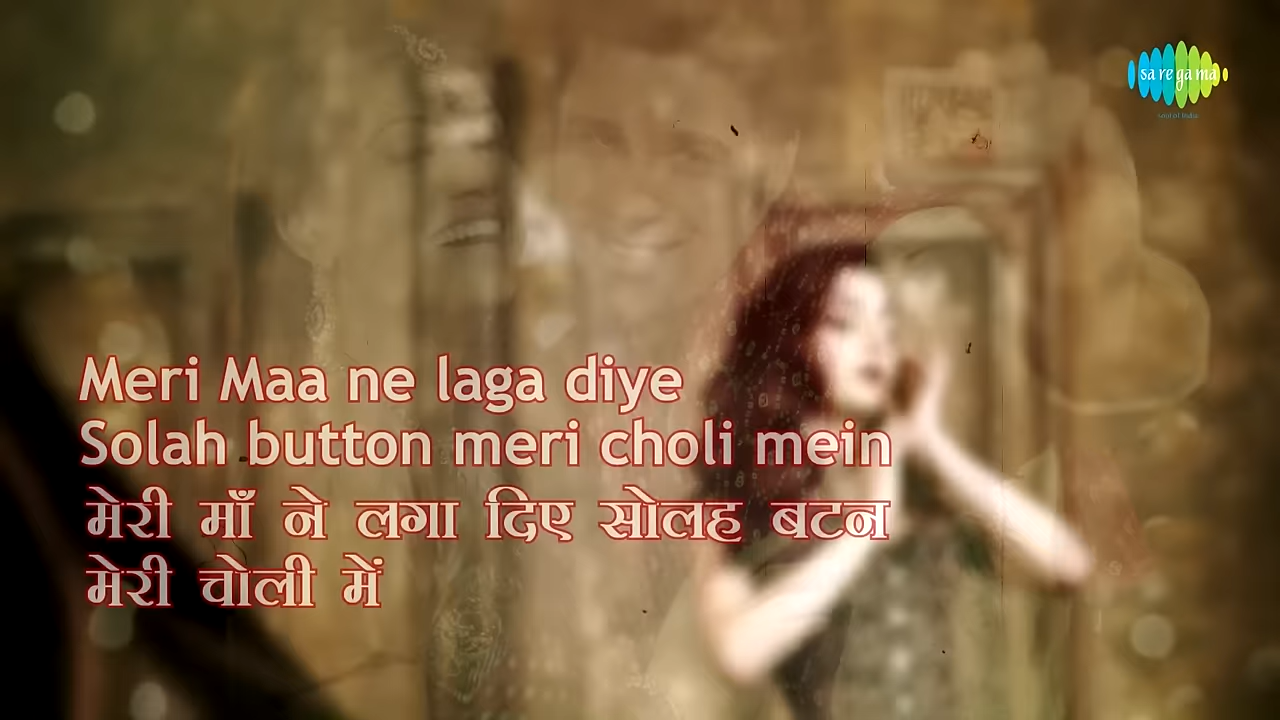 sa re ga ma
Meri Maa ne laga diye
Solah button meri choli mein
मेरी माँ ने लगा दिए सोलह बटन
मेरी चोली में